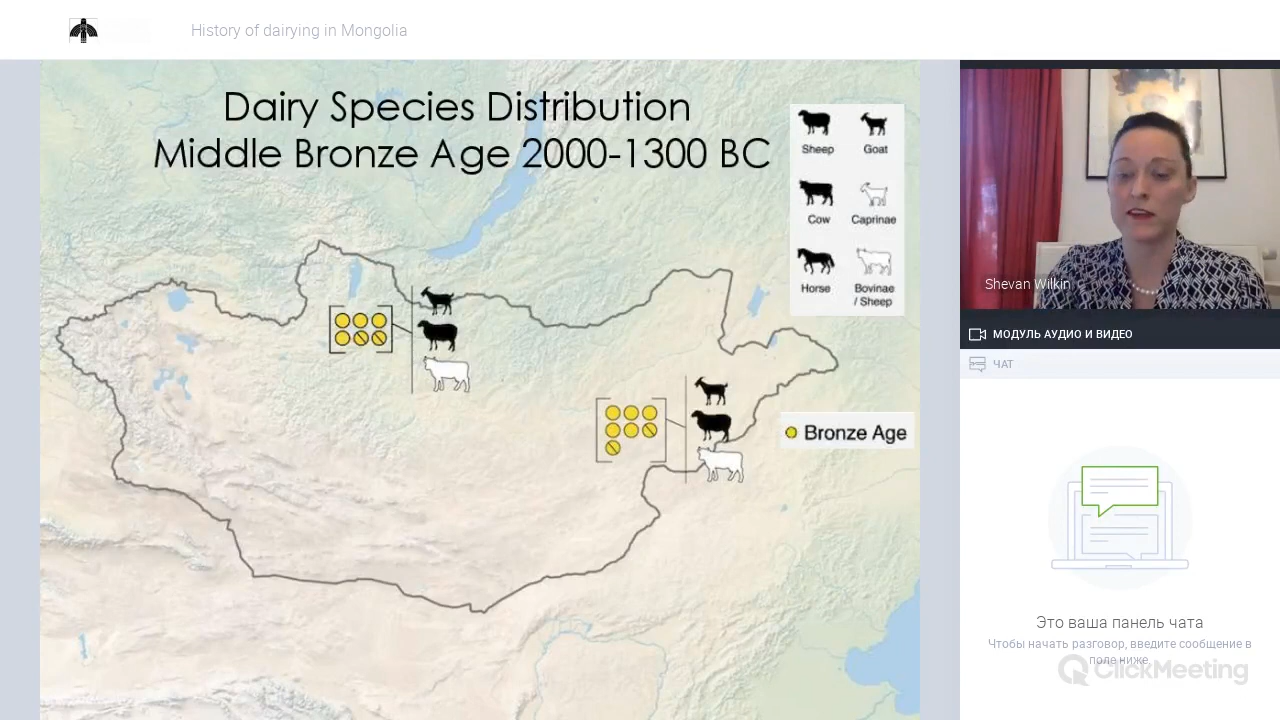 History of dairying in Mongolia
Dairy Species Distribution
Middle Bronze Age 2000-1300 BC
Sheep
Goat
Cow
Caprinae
Horse
Bovinae
/ Sheep
Bronze Age
Shevan Wilkin
МОДУЛЬ АУДИО И ВИДЕО
ЧАТ
Это ваша панель чата
Чтобы начать разговор, введите сообщение в
поле ниже.
ClickMeeting